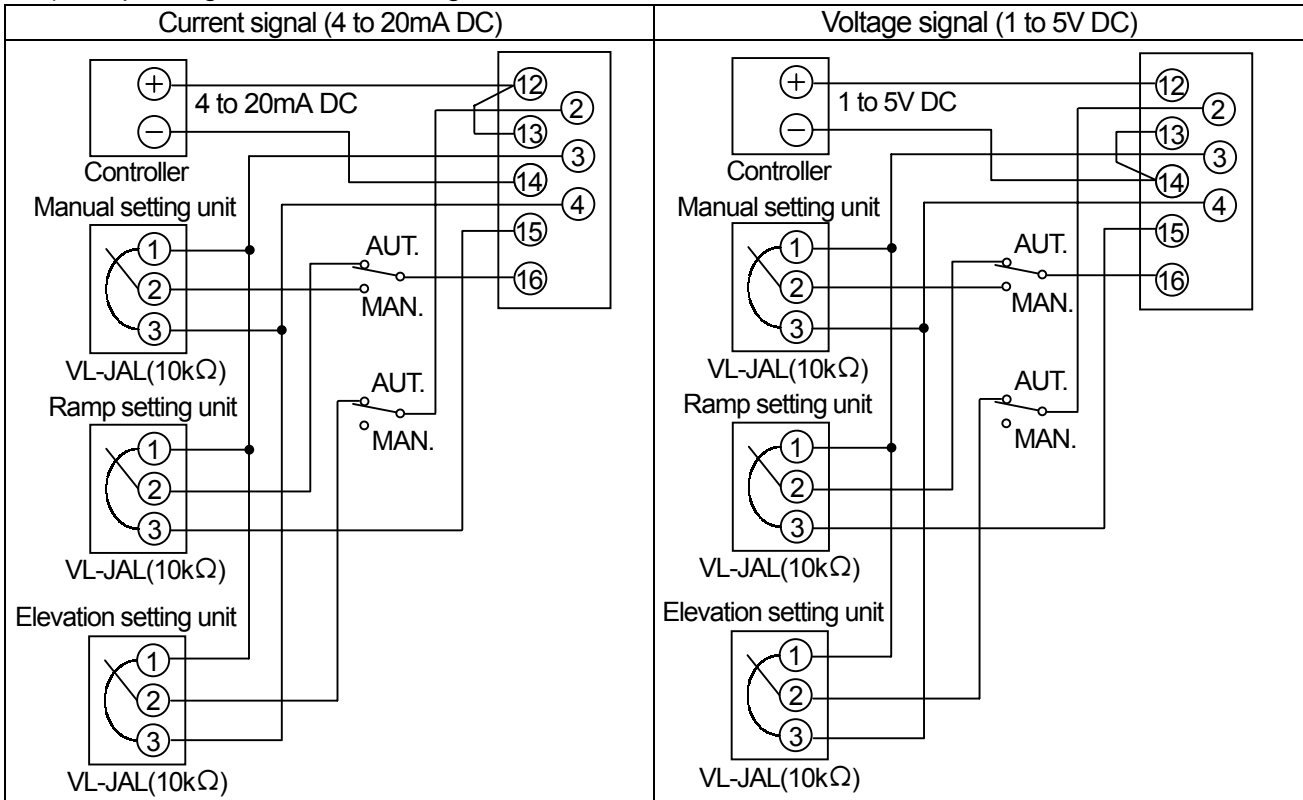 Current signal (4 to 20mA DC)
+
4 to 20mA DC
−
Controller
12
2
13
3
14
4
15
16
Manual setting unit
1
2
3
AUT.
MAN.
VL-JAL(10kΩ)
Ramp setting unit
1
2
3
AUT.
MAN.
VL-JAL(10kΩ)
Elevation setting unit
1
2
3
VL-JAL(10kΩ)
Voltage signal (1 to 5V DC)
+
1 to 5V DC
−
Controller
12
2
13
3
14
4
15
16
Manual setting unit
1
2
3
AUT.
MAN.
VL-JAL(10kΩ)
Ramp setting unit
1
2
3
AUT.
MAN.
VL-JAL(10kΩ)
Elevation setting unit
1
2
3
VL-JAL(10kΩ)